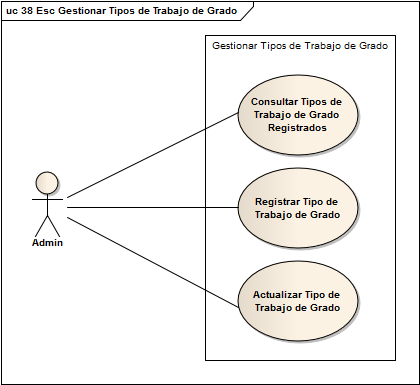 uc 38 Esc Gestionar Tipos de Trabajo de Grado
Gestionar Tipos de Trabajo de Grado
Consultar Tipos de
Trabajo de Grado
Registrados
Registrar Tipo de
Trabajo de Grado
Admin
Actualizar Tipo de
Trabajo de Grado